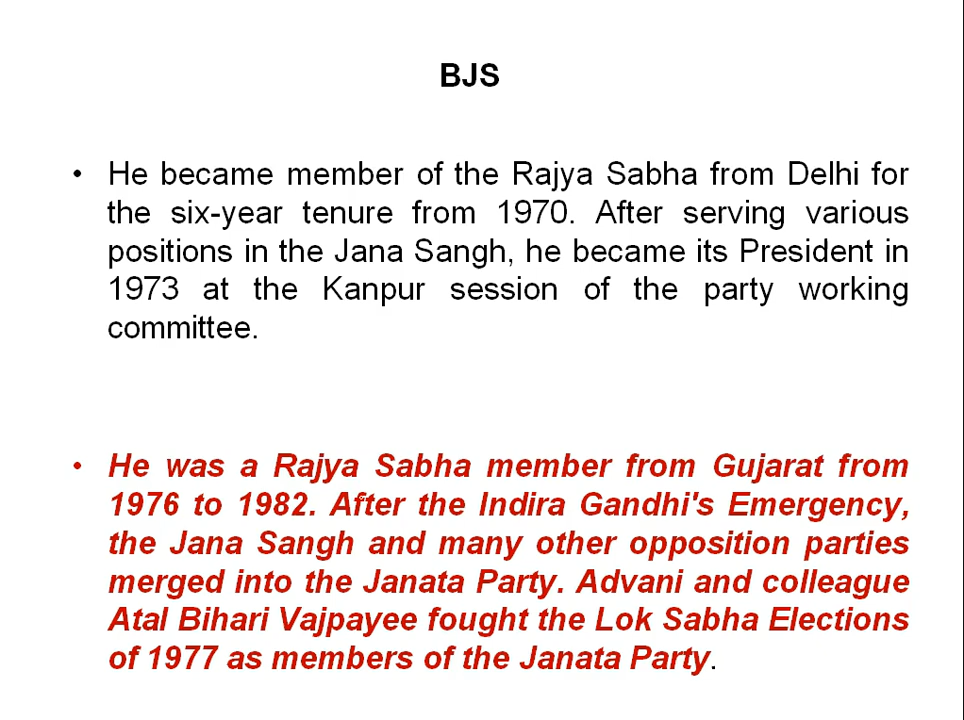 BJS
• He became member of the Rajya Sabha from Delhi for
the six-year tenure from 1970. After serving various
positions in the Jana Sangh, he became its President in
1973 at the Kanpur session of the party working
committee.
• He was a Rajya Sabha member from Gujarat from
1976 to 1982. After the Indira Gandhi's Emergency,
the Jana Sangh and many other opposition parties
merged into the Janata Party. Advani and colleague
Atal Bihari Vajpayee fought the Lok Sabha Elections
of 1977 as members of the Janata Party.